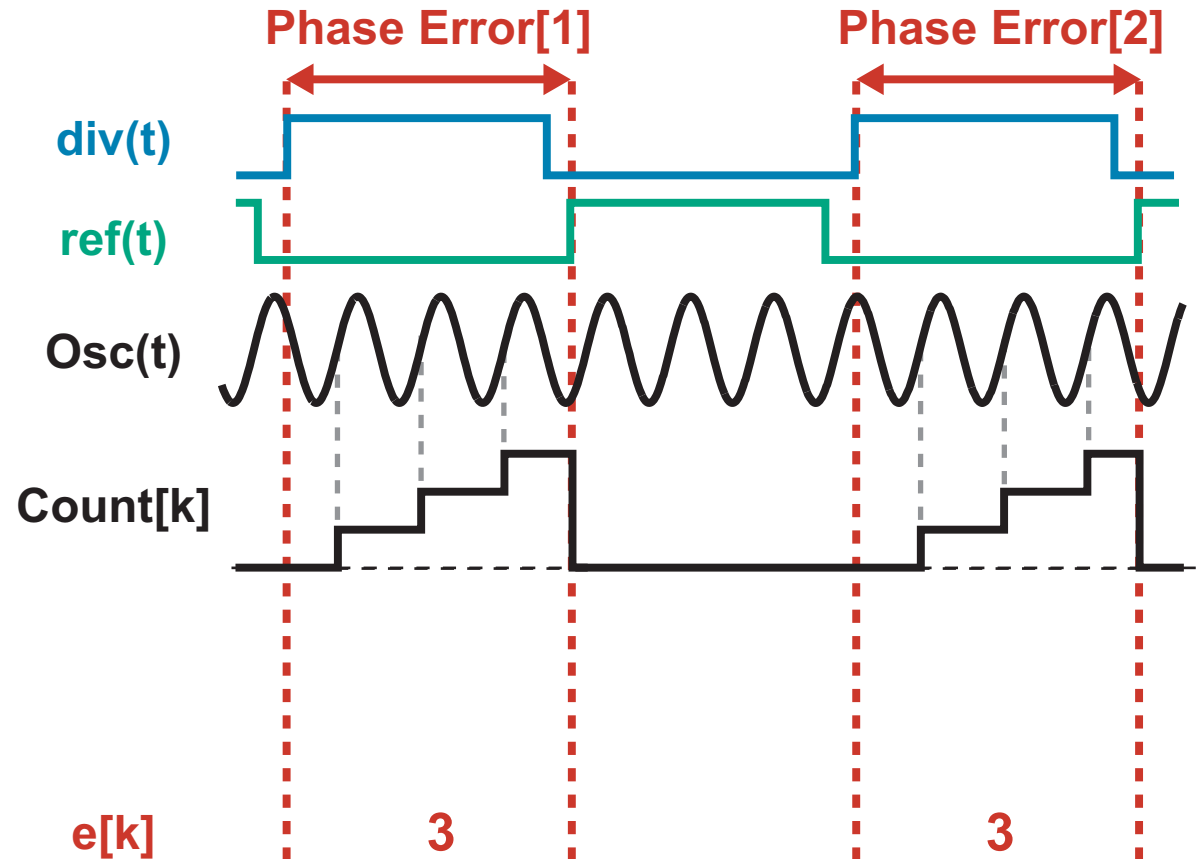 Phase Error[1] Phase Error[2]
div(t)
ref(t)
Osc(t)
Count[k]
e[k] 3 3